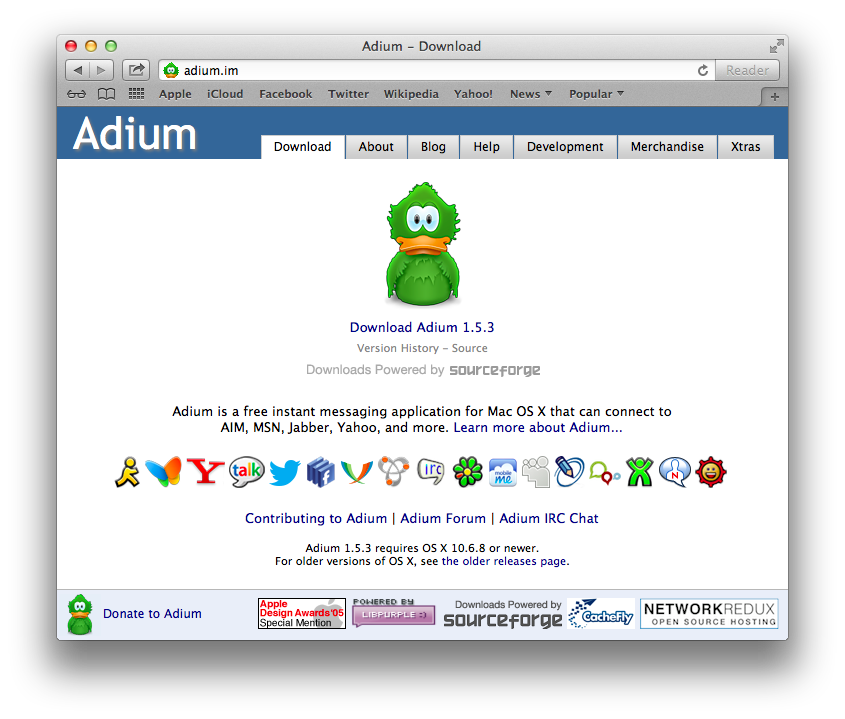 Adium – Download
adium.im
Reader
Apple iCloud Facebook Twitter Wikipedia Yahoo! News Popular
Adium
Download About Blog Help Development Merchandise Xtras
Download Adium 1.5.3
Version History – Source
Downloads Powered by sourceforge
Adium is a free instant messaging application for Mac OS X that can connect to
AIM, MSN, Jabber, Yahoo, and more. Learn more about Adium...
Y! talk f irc mobile me N
Contributing to Adium | Adium Forum | Adium IRC Chat
Adium 1.5.3 requires OS X 10.6.8 or newer.
For older versions of OS X, see the older releases page.
Donate to Adium
Apple
Design Awards'05
Special Mention
POWERED BY
LIBPURPLE :)
Downloads Powered by
sourceforge
CacheFly
NETWORKREDUX
OPEN SOURCE HOSTING